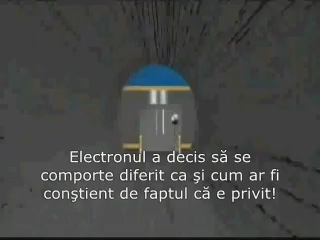 Electronul a decis să se
comporte diferit ca şi cum ar fi
conştient de faptul că e privit!